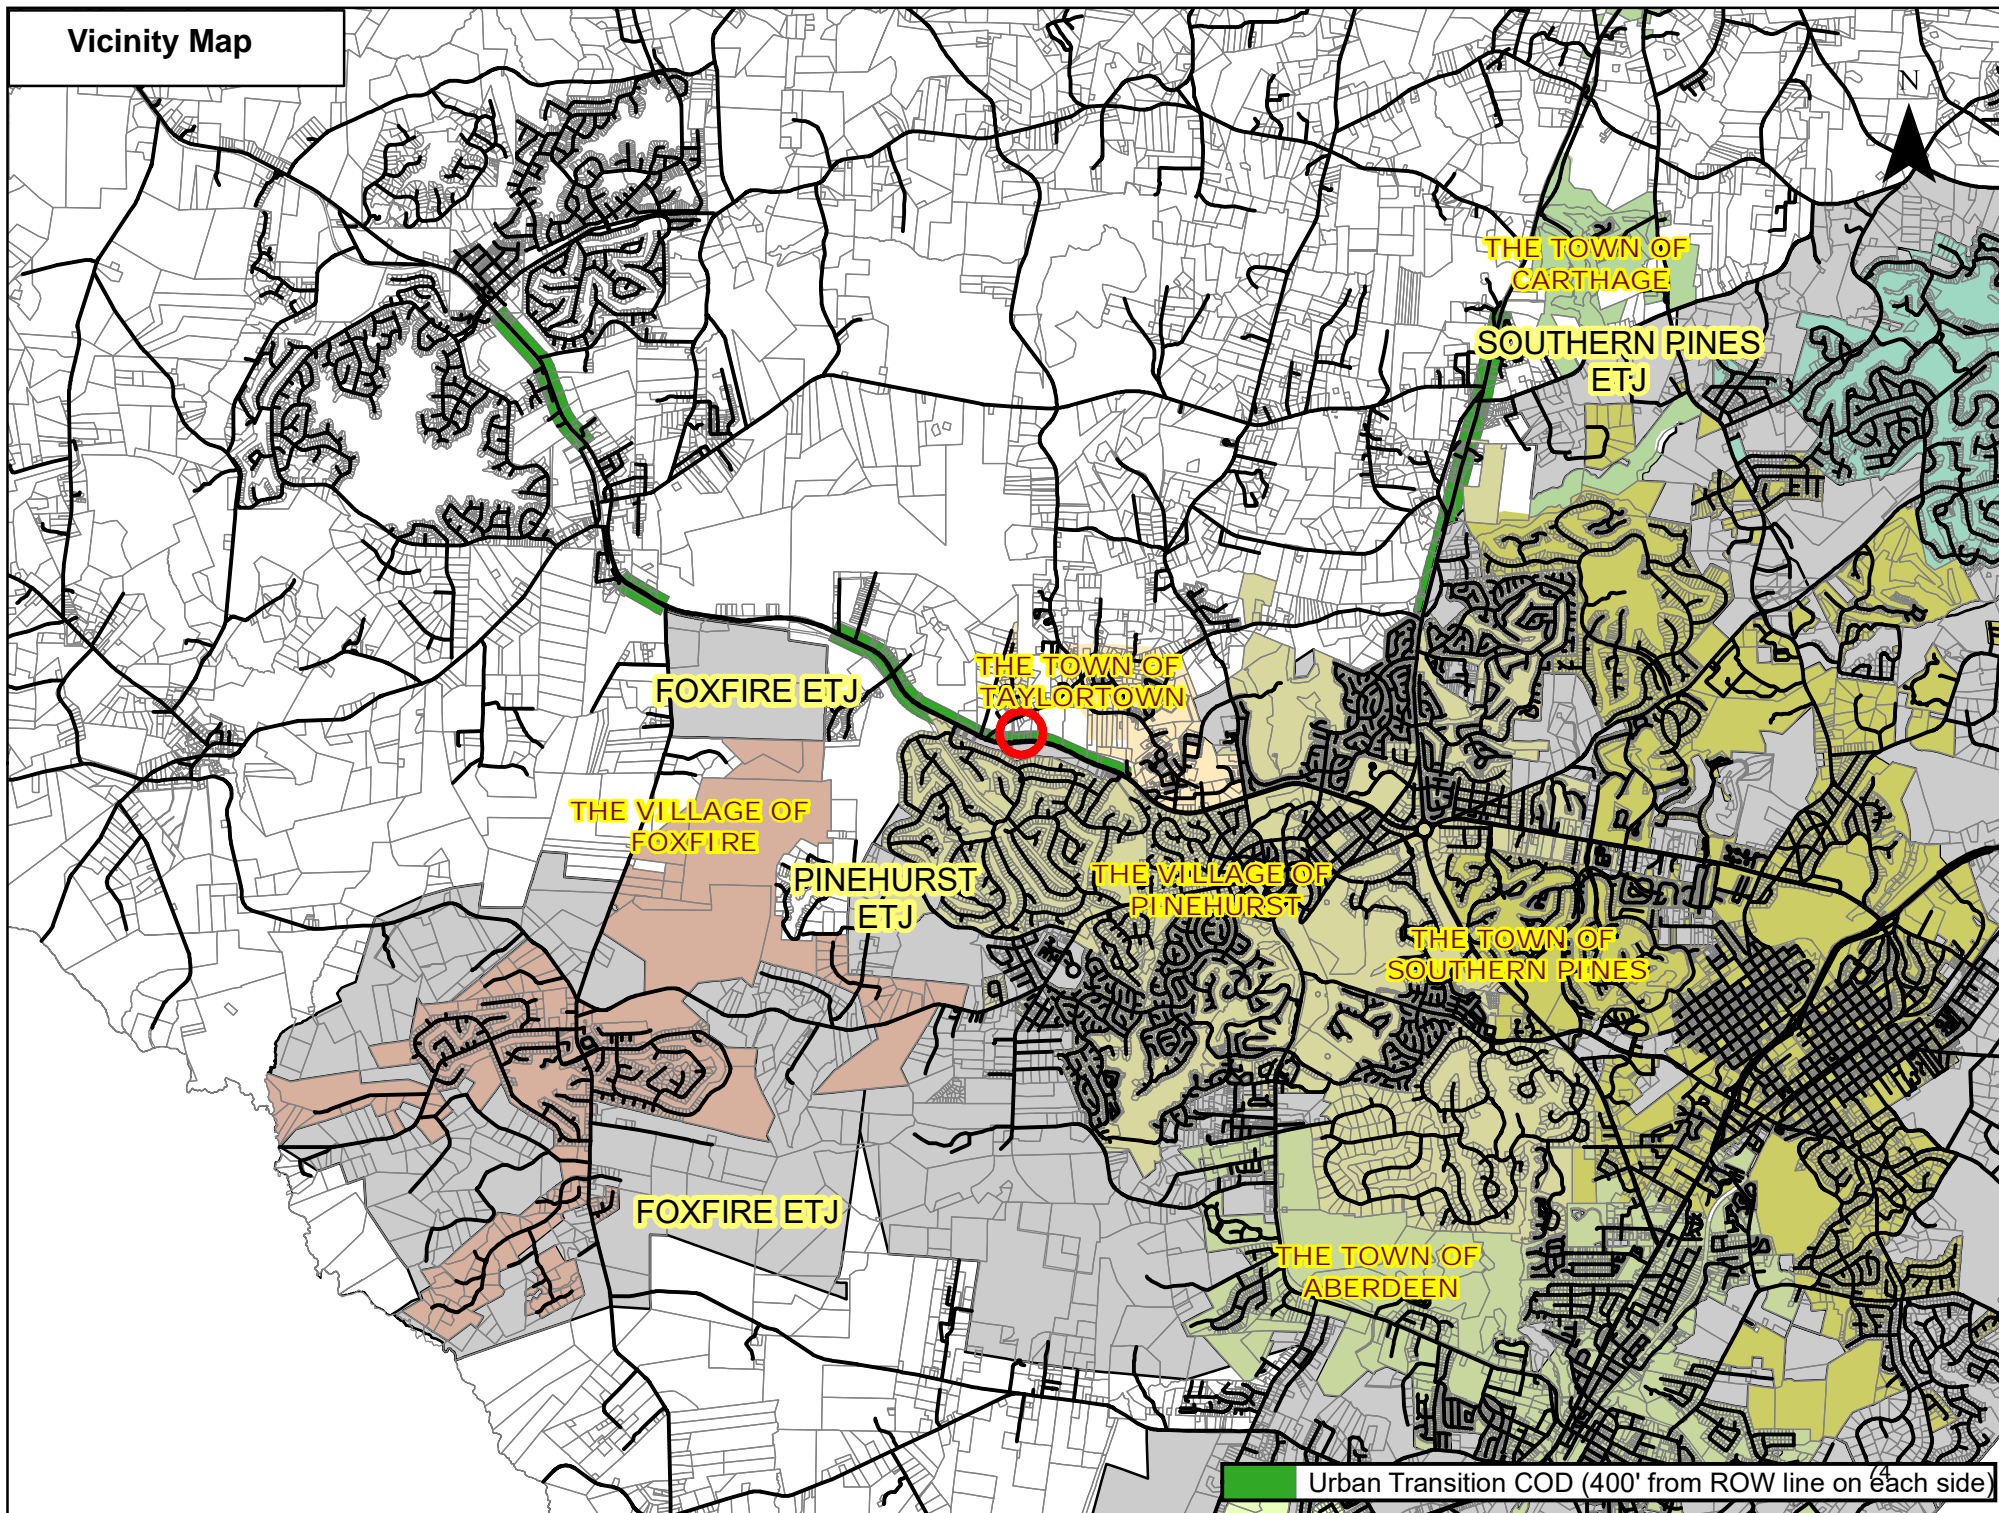 Vicinity Map
N
THE TOWN OF
CARTHAGE
SOUTHERN PINES
ETJ
THE TOWN OF
TAYLORTOWN
FOXFIRE ETJ
THE VILLAGE OF
FOXFIRE
PINEHURST
ETJ
THE VILLAGE OF
PINEHURST
THE TOWN OF
SOUTHERN PINES
FOXFIRE ETJ
THE TOWN OF
ABERDEEN
74
Urban Transition COD (400' from ROW line on each side)